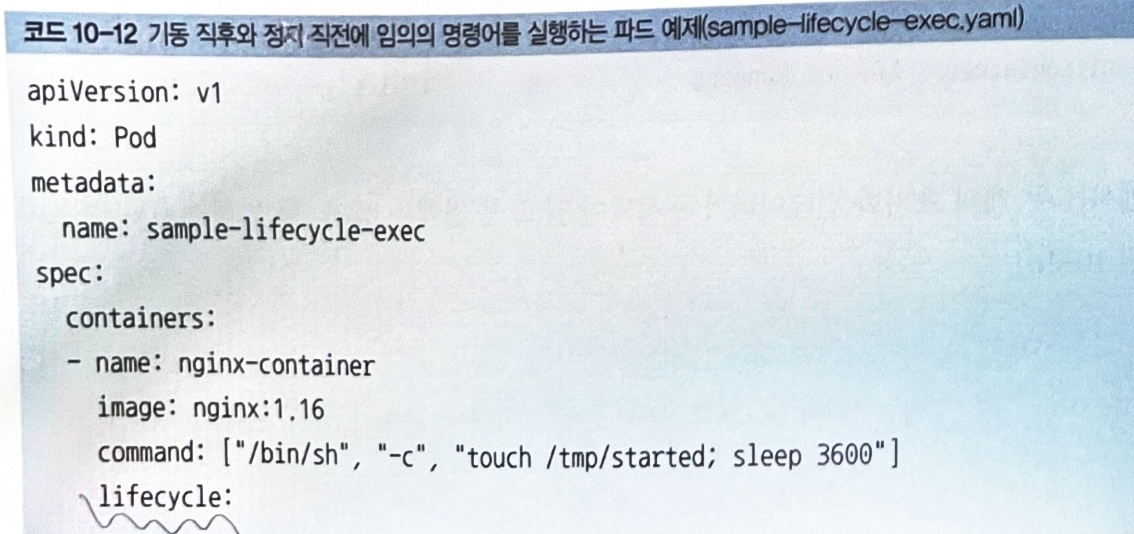 코드 10-12 기동 직후와 정지 직전에 임의의 명령어를 실행하는 파드 예제(sample-lifecycle-exec.yaml)
apiVersion: v1
kind: Pod
metadata:
  name: sample-lifecycle-exec
spec:
  containers:
  - name: nginx-container
    image: nginx:1.16
    command: ["/bin/sh", "-c", "touch /tmp/started; sleep 3600"]
    lifecycle: